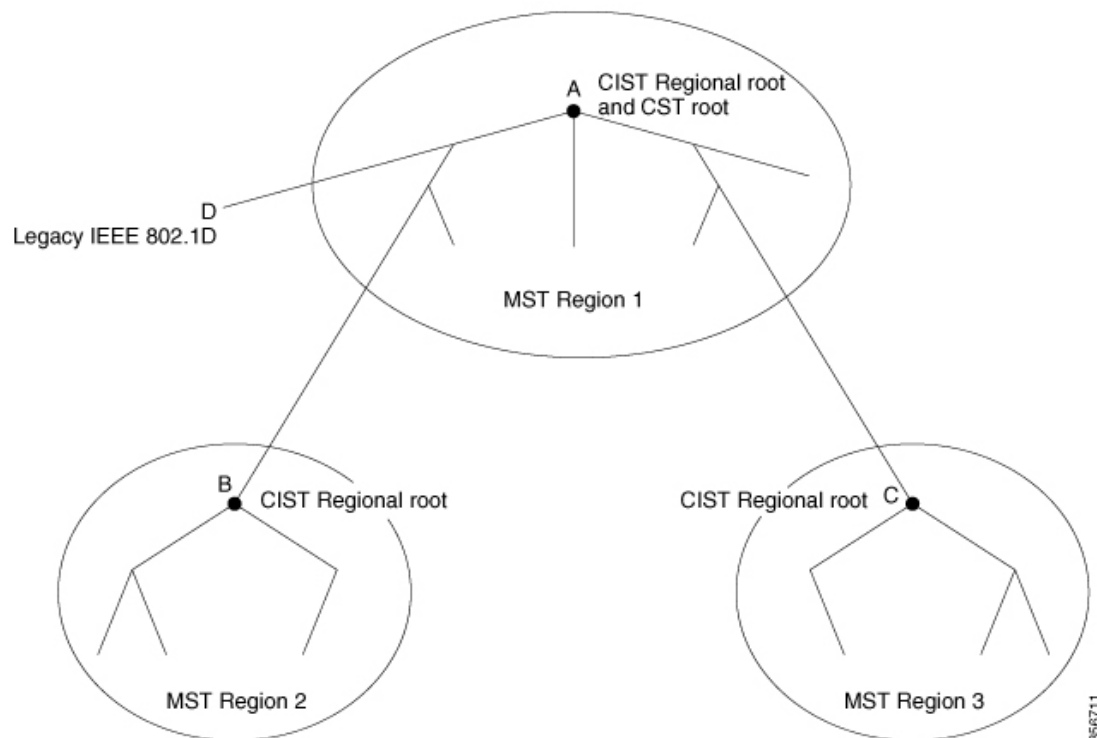 A
CIST Regional root
and CST root
D
Legacy IEEE 802.1D
MST Region 1
B
CIST Regional root
CIST Regional root
C
MST Region 2
MST Region 3